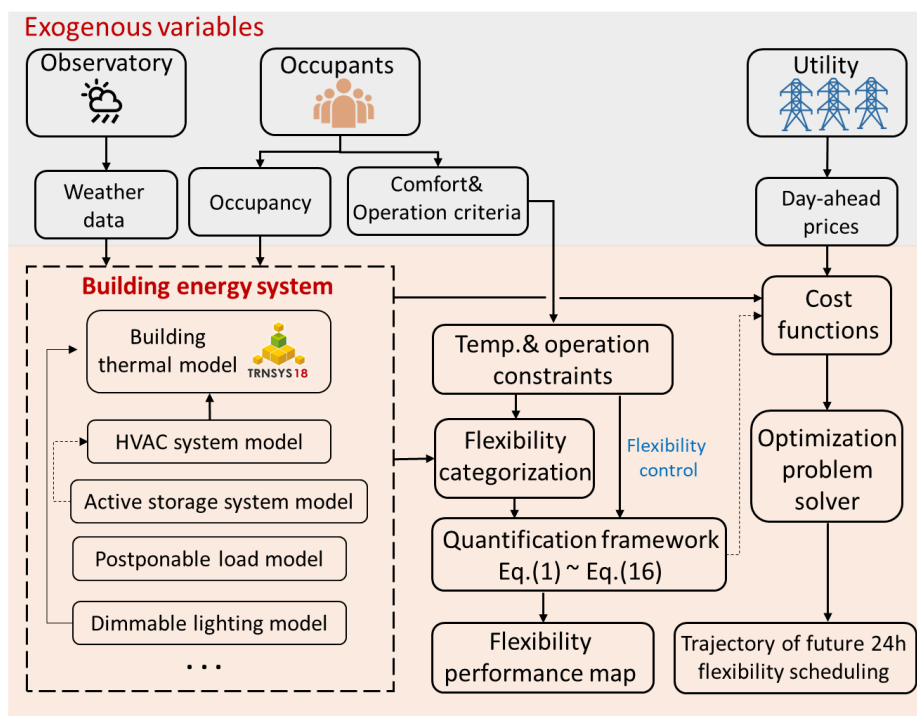 Exogenous variables
Observatory
Occupants
Utility
Weather
data
Occupancy
Comfort&
Operation criteria
Day-ahead
prices
Building energy system
Building
thermal model
TRNSYS18
HVAC system model
Active storage system model
Postponable load model
Dimmable lighting model
...
Temp.& operation
constraints
Flexibility
categorization
Flexibility
control
Quantification framework
Eq.(1) ~ Eq.(16)
Flexibility
performance map
Cost
functions
Optimization
problem
solver
Trajectory of future 24h
flexibility scheduling